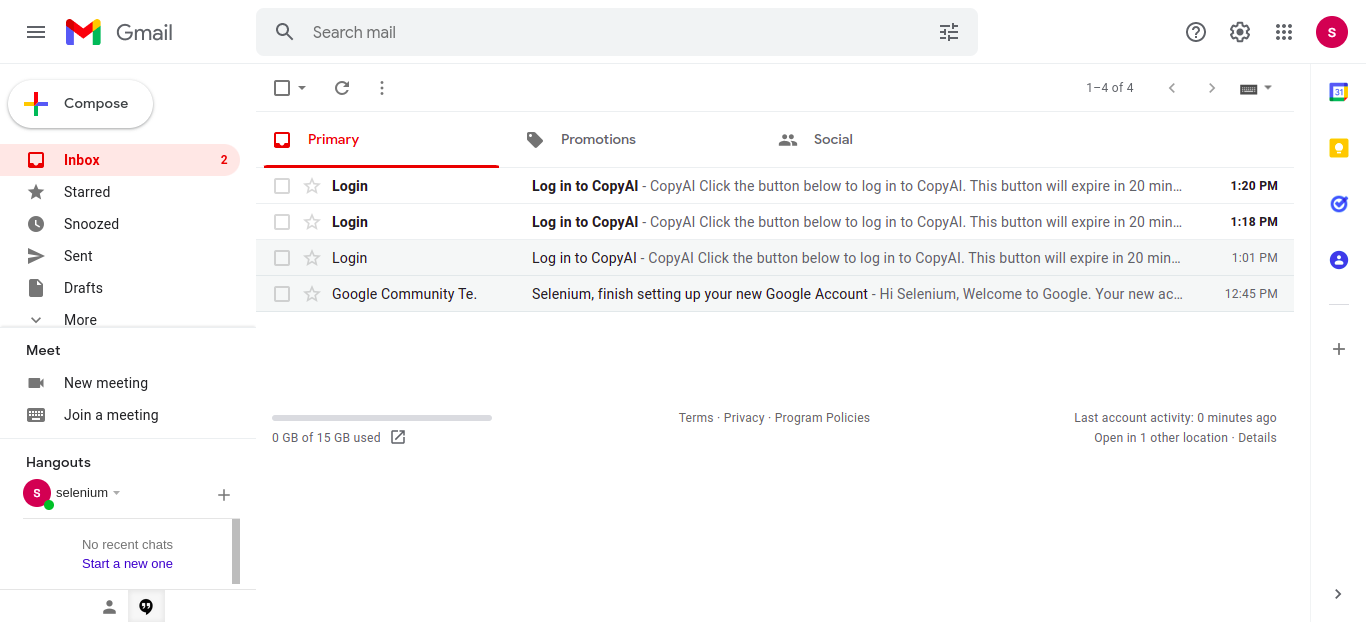 Gmail
Search mail
S
Compose
1–4 of 4
31
Inbox 2
Primary
Promotions
Social
Starred
Login Log in to CopyAI - CopyAI Click the button below to log in to CopyAI. This button will expire in 20 min… 1:20 PM
Snoozed
Login Log in to CopyAI - CopyAI Click the button below to log in to CopyAI. This button will expire in 20 min… 1:18 PM
Sent
Login Log in to CopyAI - CopyAI Click the button below to log in to CopyAI. This button will expire in 20 min… 1:01 PM
Drafts
Google Community Te. Selenium, finish setting up your new Google Account - Hi Selenium, Welcome to Google. Your new ac… 12:45 PM
More
Meet
New meeting
Join a meeting
0 GB of 15 GB used
Terms · Privacy · Program Policies
Last account activity: 0 minutes ago
Open in 1 other location · Details
Hangouts
S selenium
No recent chats
Start a new one